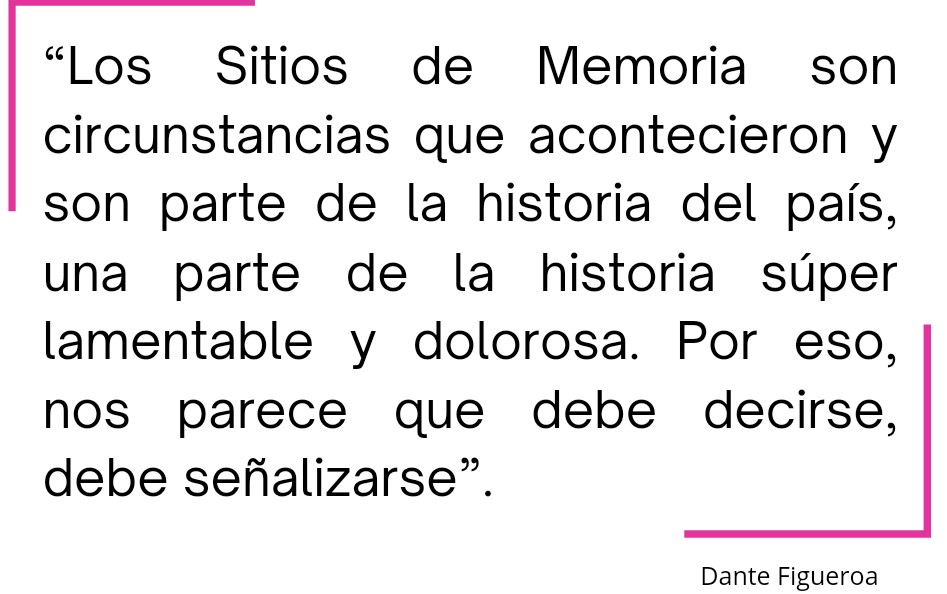 “Los Sitios de Memoria son
circunstancias que acontecieron y
son parte de la historia del país,
una parte de la historia súper
lamentable y dolorosa. Por eso,
nos parece que debe decirse,
debe señalizarse”.
Dante Figueroa